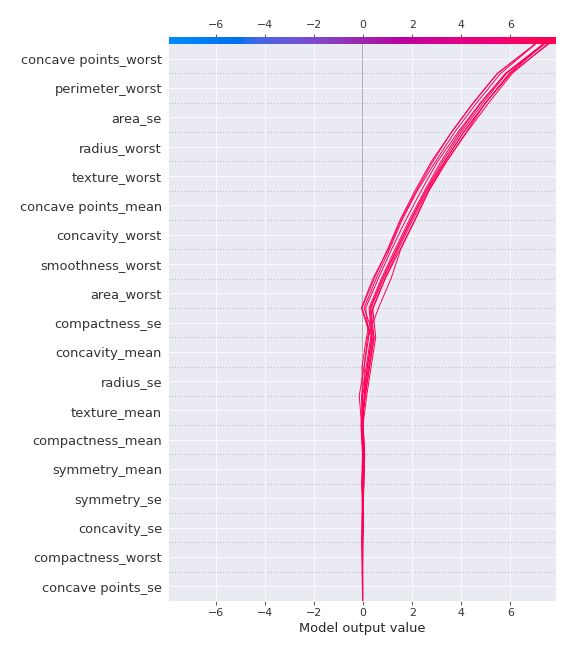 −6 −4 −2 0 2 4 6
concave points_worst
perimeter_worst
area_se
radius_worst
texture_worst
concave points_mean
concavity_worst
smoothness_worst
area_worst
compactness_se
concavity_mean
radius_se
texture_mean
compactness_mean
symmetry_mean
symmetry_se
concavity_se
compactness_worst
concave points_se
−6 −4 −2 0 2 4 6
Model output value